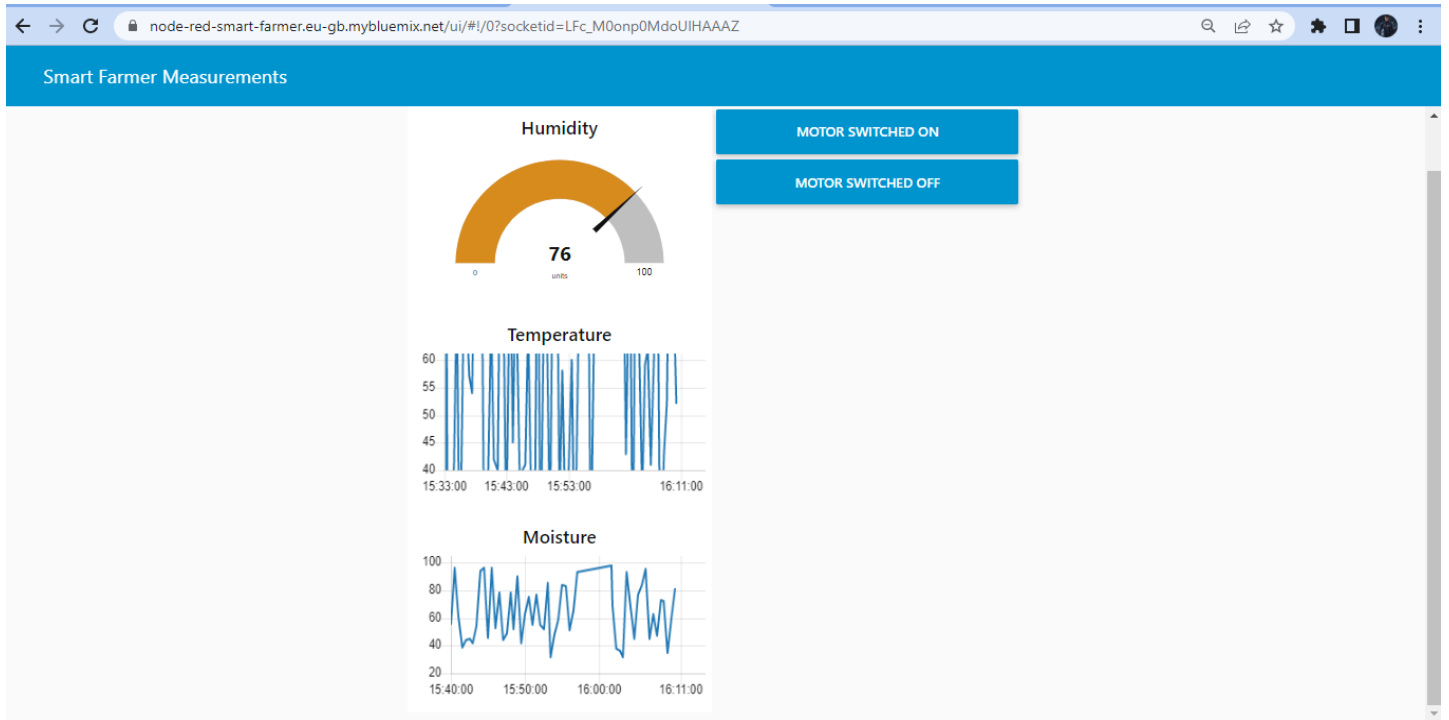 node-red-smart-farmer.eu-gb.mybluemix.net/ui/#!/0?socketid=LFc_M0onp0MdoUIHAAAZ
Smart Farmer Measurements
Humidity
76
units
0
100
MOTOR SWITCHED ON
MOTOR SWITCHED OFF
Temperature
60
55
50
45
40
15:33:00 15:43:00 15:53:00 16:11:00
Moisture
100
80
60
40
20
15:40:00 15:50:00 16:00:00 16:11:00